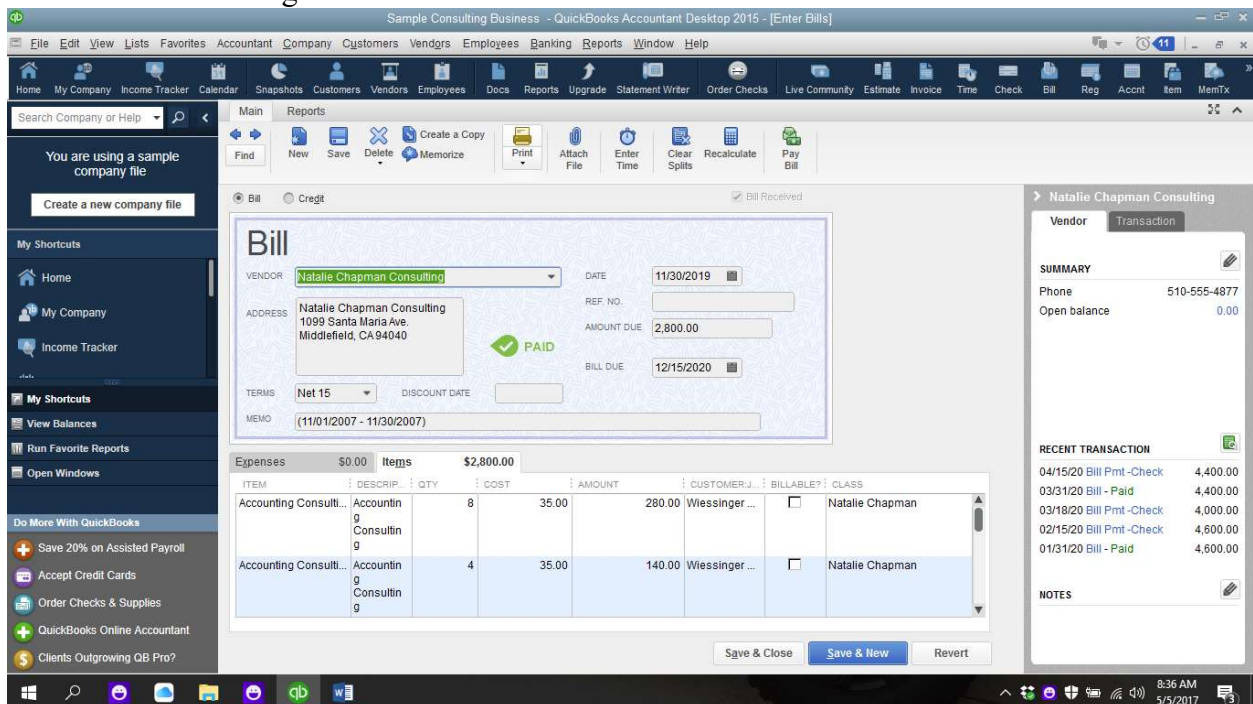 Sample Consulting Business - QuickBooks Accountant Desktop 2015 - [Enter Bills]
File Edit View Lists Favorites Accountant Company Customers Vendors Employees Banking Reports Window Help
11
Home My Company Income Tracker Calendar Snapshots Customers Vendors Employees Docs Reports Upgrade Statement Writer Order Checks Live Community Estimate Invoice Time Check Bill Reg Accnt Item MemTx
Search Company or Help
You are using a sample
company file
Create a new company file
My Shortcuts
Home
My Company
Income Tracker
My Shortcuts
View Balances
Run Favorite Reports
Open Windows
Do More With QuickBooks
Save 20% on Assisted Payroll
Accept Credit Cards
Order Checks & Supplies
QuickBooks Online Accountant
Clients Outgrowing QB Pro?
Main Reports
Find New Save Delete Create a Copy
Memorize Print Attach File Enter Time Clear Splits Recalculate Pay Bill
Bill Credit Bill Received
Bill
VENDOR Natalie Chapman Consulting DATE 11/30/2019
ADDRESS Natalie Chapman Consulting
1099 Santa Maria Ave.
Middlefield, CA 94040
REF. NO.
AMOUNT DUE 2,800.00
PAID
BILL DUE 12/15/2020
TERMS Net 15 DISCOUNT DATE
MEMO (11/01/2007 - 11/30/2007)
Expenses $0.00 Items $2,800.00
ITEM DESCRIP... QTY COST AMOUNT CUSTOMER:J... BILLABLE? CLASS
Accounting Consulti... Accountin 8 35.00 280.00 Wiessinger ... Natalie Chapman
g
Consultin
g
Accounting Consulti... Accountin 4 35.00 140.00 Wiessinger ... Natalie Chapman
g
Consultin
g
Save & Close Save & New Revert
Natalie Chapman Consulting
Vendor Transaction
SUMMARY
Phone 510-555-4877
Open balance 0.00
RECENT TRANSACTION
04/15/20 Bill Pmt -Check 4,400.00
03/31/20 Bill - Paid 4,400.00
03/18/20 Bill Pmt -Check 4,000.00
02/15/20 Bill Pmt -Check 4,600.00
01/31/20 Bill - Paid 4,600.00
NOTES
8:36 AM
5/5/2017